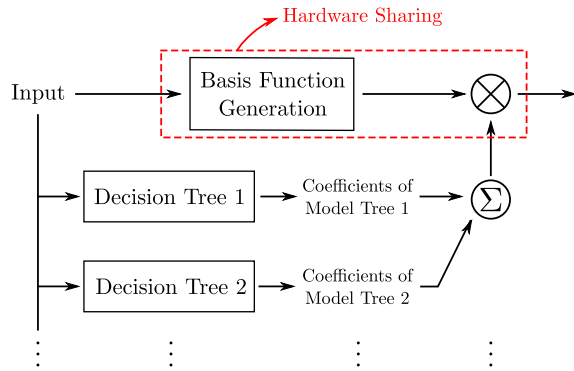 Hardware Sharing
Input
Basis Function
Generation
Decision Tree 1
Coefficients of
Model Tree 1
Σ
Decision Tree 2
Coefficients of
Model Tree 2